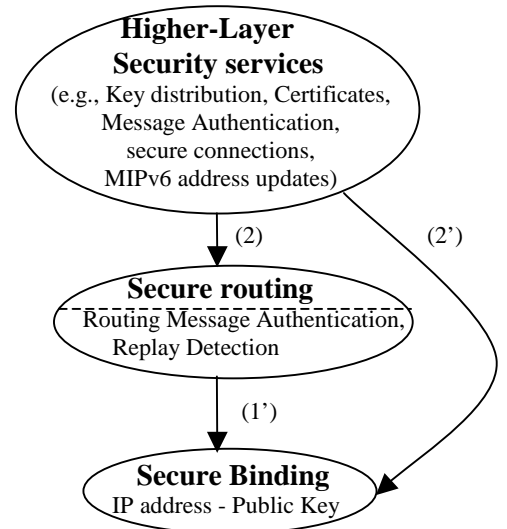 Higher-Layer
Security services
(e.g., Key distribution, Certificates,
Message Authentication,
secure connections,
MIPv6 address updates)
(2)
(2’)
Secure routing
Routing Message Authentication,
Replay Detection
(1’)
Secure Binding
IP address - Public Key